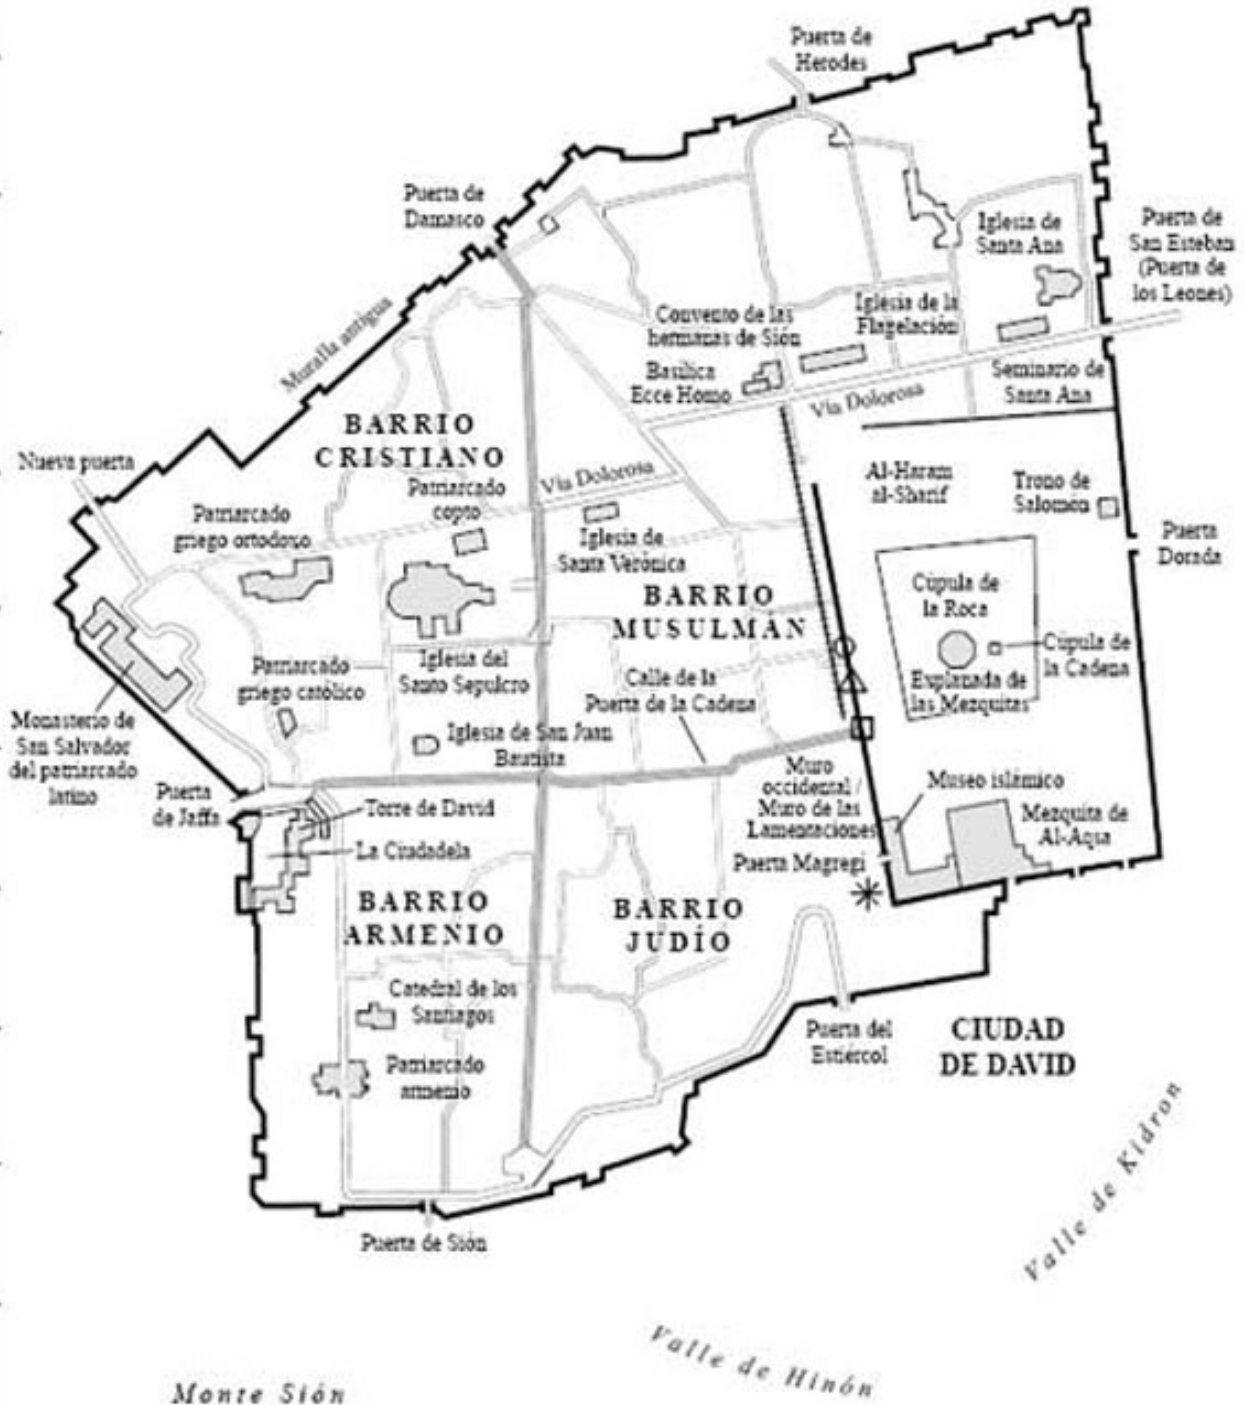 Puerta de
Herodes
Puerta de
Damasco
Iglesia de
Santa Ana
Puerta de
San Esteban
(Puerta de
los Leones)
Muralla antigua
Convento de las
hermanas de Sión
Iglesia de la
Flagelación
Basílica
Ecce Homo
Seminario de
Santa Ana
Vía Dolorosa
BARRIO
CRISTIANO
Nueva puerta
Vía Dolorosa
Patriarcado
copto
Al-Haram
al-Sharif
Trono de
Salomón
Patriarcado
griego ortodoxo
Iglesia de
Santa Verónica
Puerta
Dorada
BARRIO
MUSULMÁN
Cúpula de
la Roca
Cúpula de
la Cadena
Explanada de
las Mezquitas
Patriarcado
griego católico
Iglesia del
Santo Sepulcro
Calle de la
Puerta de la Cadena
Monasterio de
San Salvador
del patriarcado
latino
Iglesia de San Juan
Bautista
Muro
occidental /
Muro de las
Lamentaciones
Museo islámico
Mezquita de
Al-Aqsa
Puerta
de Jaffa
Torre de David
La Ciudadela
Puerta Magregí
BARRIO
ARMENIO
BARRIO
JUDÍO
Catedral de los
Santiagos
Puerta del
Estiércol
CIUDAD
DE DAVID
Patriarcado
armenio
Valle de Kidron
Puerta de Sión
Valle de Hinón
Monte Sión